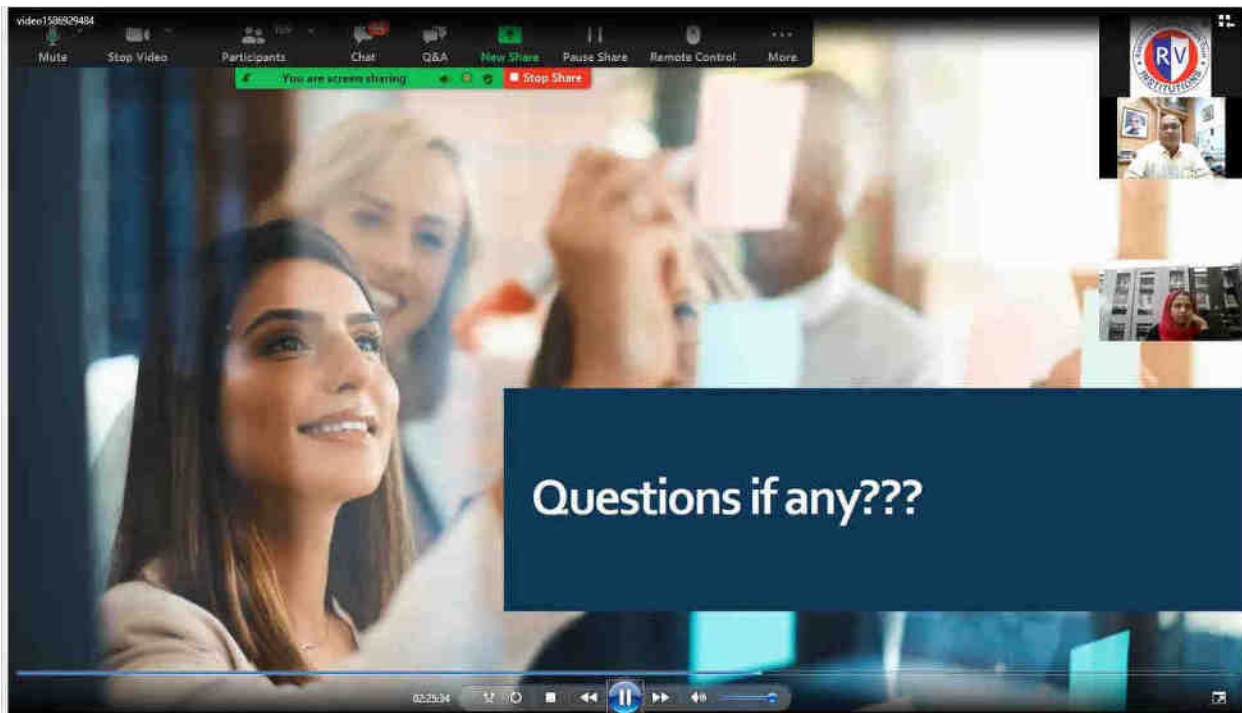 video1586929484
Mute Stop Video Participants Chat Q&A New Share Pause Share Remote Control More
You are screen sharing Stop Share
RV
INSTITUTIONS
Questions if any???
02:25:34